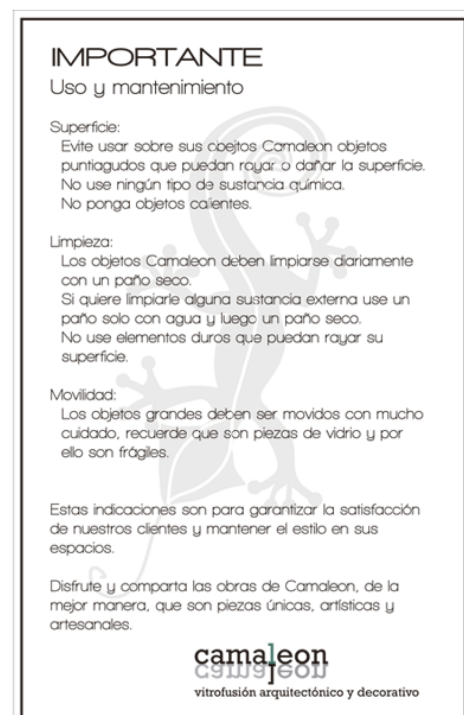 IMPORTANTE
Uso y mantenimiento
Superficie:
Evite usar sobre sus obejtos Camaleon objetos
puntiagudos que puedan rayar o dañar la superficie.
No use ningún tipo de sustancia química.
No ponga objetos calientes.
Limpieza:
Los objetos Camaleon deben limpiarse diariamente
con un paño seco.
Si quiere limpiarle alguna sustancia externa use un
paño solo con agua y luego un paño seco.
No use elementos duros que puedan rayar su
superficie.
Movilidad:
Los objetos grandes deben ser movidos con mucho
cuidado, recuerde que son piezas de vidrio y por
ello son frágiles.
Estas indicaciones son para garantizar la satisfacción
de nuestros clientes y mantener el estilo en sus
espacios.
Disfrute y comparta las obras de Camaleon, de la
mejor manera, que son piezas únicas, artísticas y
artesanales.
camaleon
vitrofusión arquitectónico y decorativo